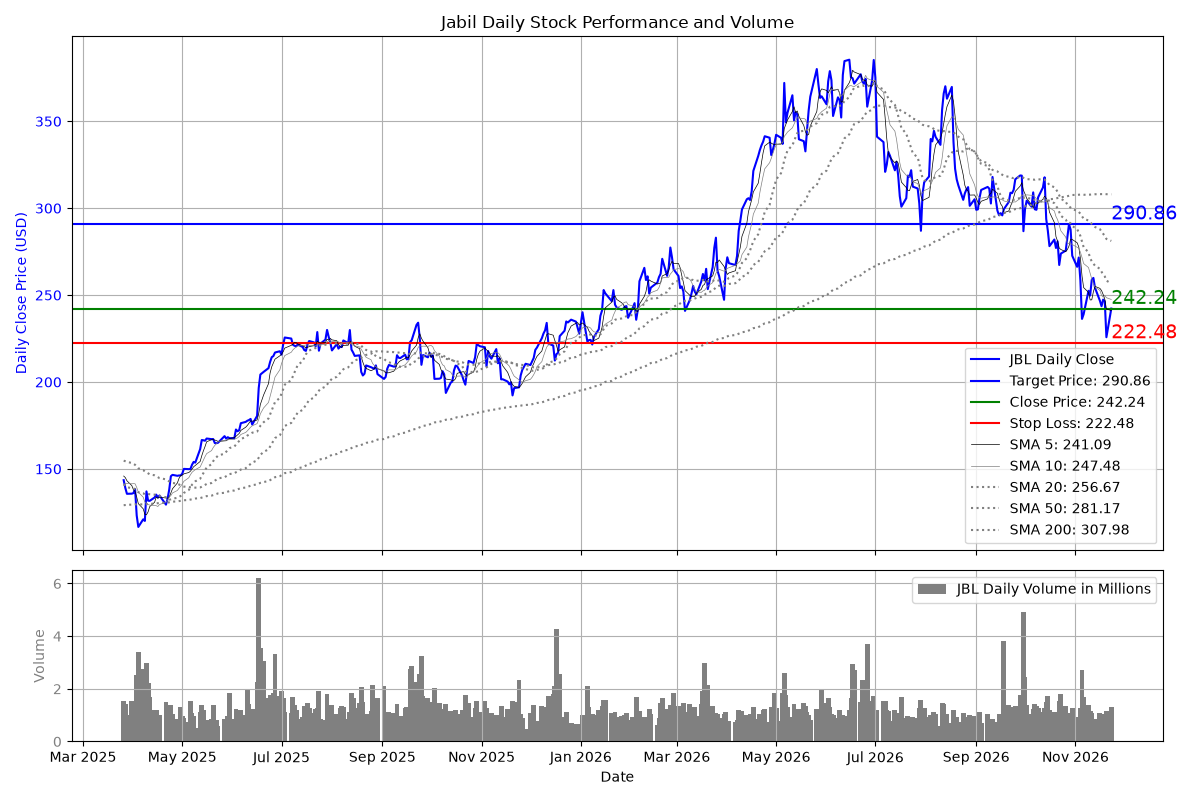 Jabil Daily Stock Performance and Volume
Daily Close Price (USD)
350
300
250
200
150
290.86
242.24
222.48
JBL Daily Close
Target Price: 290.86
Close Price: 242.24
Stop Loss: 222.48
SMA 5: 241.09
SMA 10: 247.48
SMA 20: 256.67
SMA 50: 281.17
SMA 200: 307.98
Volume
6
4
2
0
JBL Daily Volume in Millions
Mar 2025 May 2025 Jul 2025 Sep 2025 Nov 2025 Jan 2026 Mar 2026 May 2026 Jul 2026 Sep 2026 Nov 2026
Date